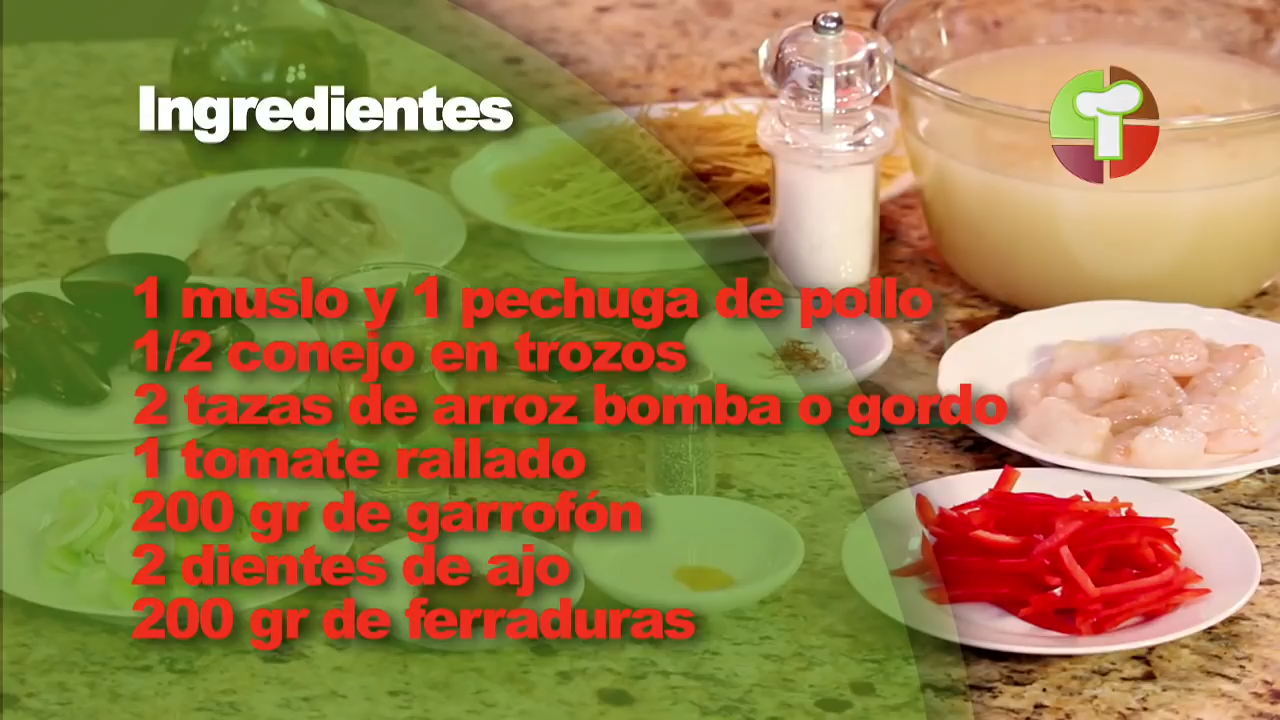 Ingredientes
1 muslo y 1 pechuga de pollo
1/2 conejo en trozos
2 tazas de arroz bomba o gordo
1 tomate rallado
200 gr de garrofón
2 dientes de ajo
200 gr de ferraduras